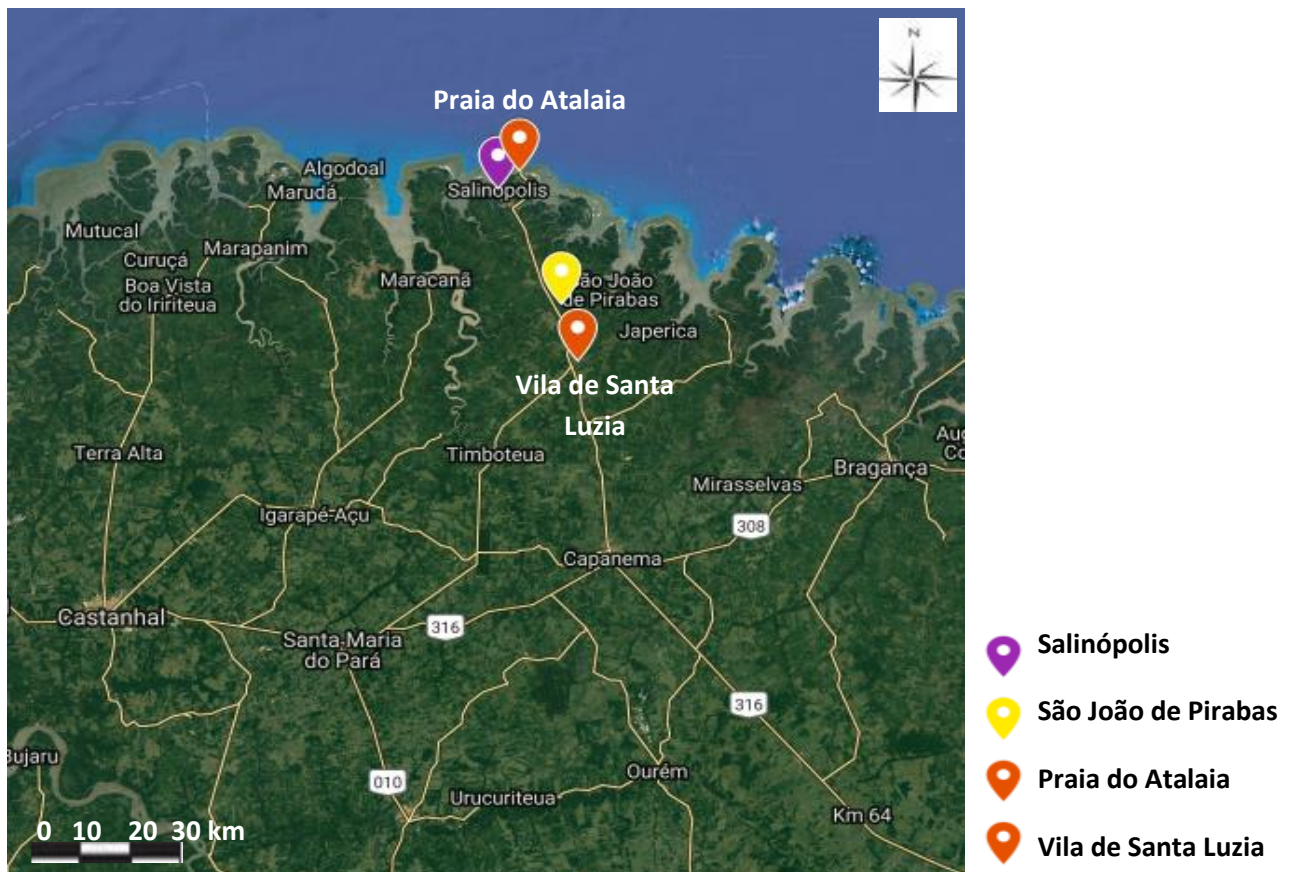 N
Praia do Atalaia
Algodoal
Marudá
Salinópolis
Mutucal
Marapanim
Curuçá
Boa Vista
do Iririteua
Maracanã
São João
de Pirabas
Japerica
Vila de Santa
Luzia
Terra Alta
Timboteua
Aug
Co
Bragança
Mirasselvas
Igarapé-Açu
308
Capanema
Castanhal
316
Santa Maria
do Pará
316
Bujaru
010
Urucuriteua
Ourém
Km 64
0 10 20 30 km
Salinópolis
São João de Pirabas
Praia do Atalaia
Vila de Santa Luzia